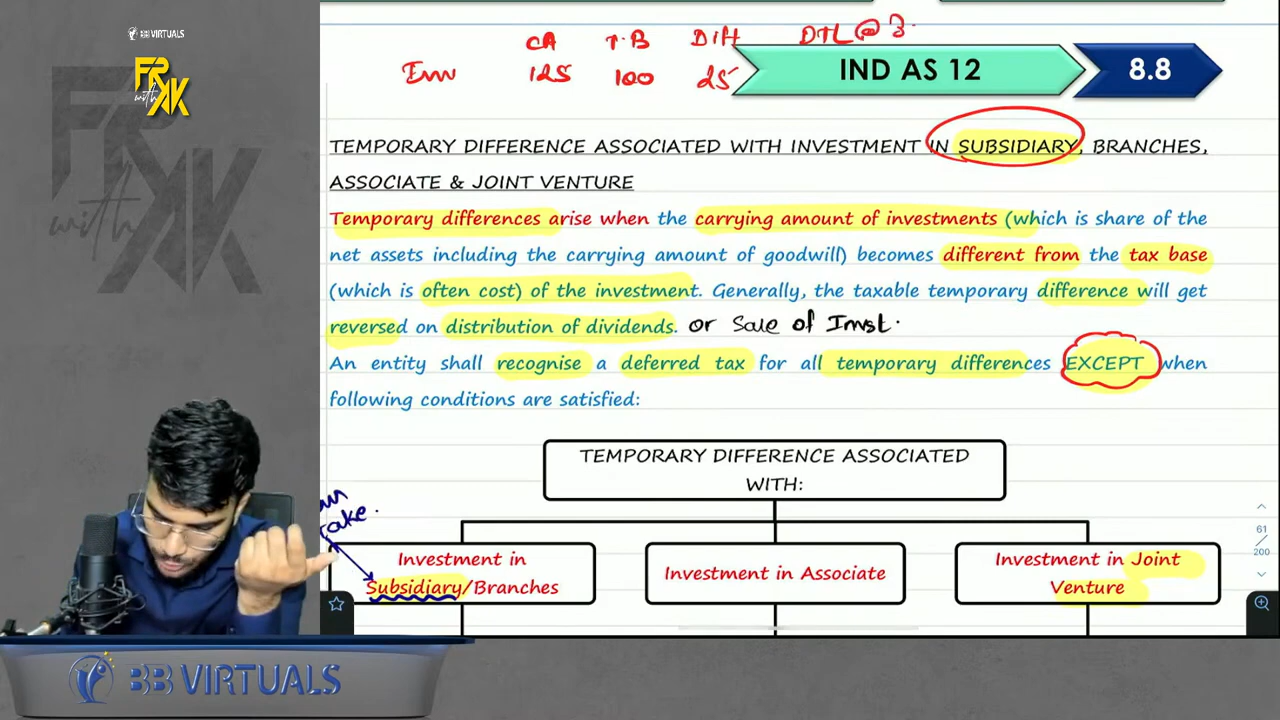 BB VIRTUALS
FR
with
AK
CA T.B Diff DTL@3
Inv 125 100 25
IND AS 12
8.8
TEMPORARY DIFFERENCE ASSOCIATED WITH INVESTMENT IN SUBSIDIARY, BRANCHES,
ASSOCIATE & JOINT VENTURE
Temporary differences arise when the carrying amount of investments (which is share of the
net assets including the carrying amount of goodwill) becomes different from the tax base
(which is often cost) of the investment. Generally, the taxable temporary difference will get
reversed on distribution of dividends. or Sale of Invst.
An entity shall recognise a deferred tax for all temporary differences EXCEPT when
following conditions are satisfied:
TEMPORARY DIFFERENCE ASSOCIATED
WITH:
Investment in
Subsidiary/Branches
Investment in Associate
Investment in Joint
Venture
61
200
BB VIRTUALS